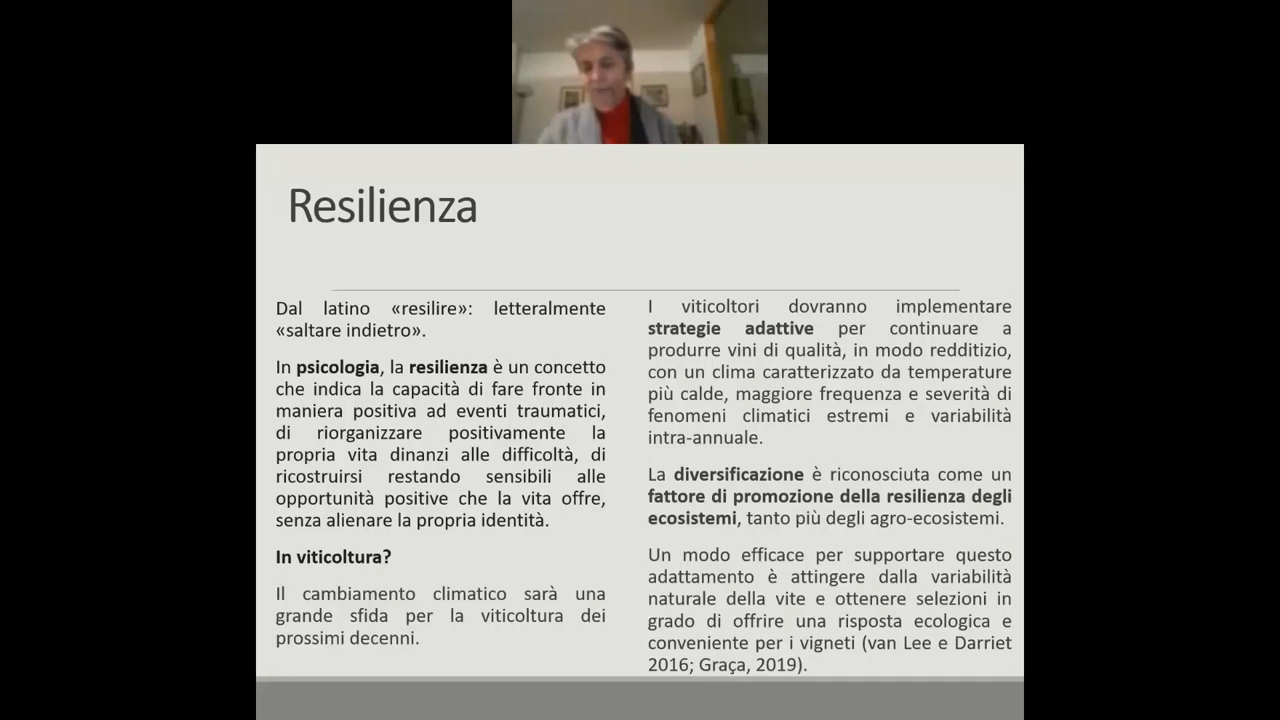 Resilienza
Dal latino «resilire»: letteralmente
«saltare indietro».
In psicologia, la resilienza è un concetto
che indica la capacità di fare fronte in
maniera positiva ad eventi traumatici,
di riorganizzare positivamente la
propria vita dinanzi alle difficoltà, di
ricostruirsi restando sensibili alle
opportunità positive che la vita offre,
senza alienare la propria identità.
In viticoltura?
Il cambiamento climatico sarà una
grande sfida per la viticoltura dei
prossimi decenni.
I viticoltori dovranno implementare
strategie adattive per continuare a
produrre vini di qualità, in modo redditizio,
con un clima caratterizzato da temperature
più calde, maggiore frequenza e severità di
fenomeni climatici estremi e variabilità
intra-annuale.
La diversificazione è riconosciuta come un
fattore di promozione della resilienza degli
ecosistemi, tanto più degli agro-ecosistemi.
Un modo efficace per supportare questo
adattamento è attingere dalla variabilità
naturale della vite e ottenere selezioni in
grado di offrire una risposta ecologica e
conveniente per i vigneti (van Lee e Darriet
2016; Graça, 2019).